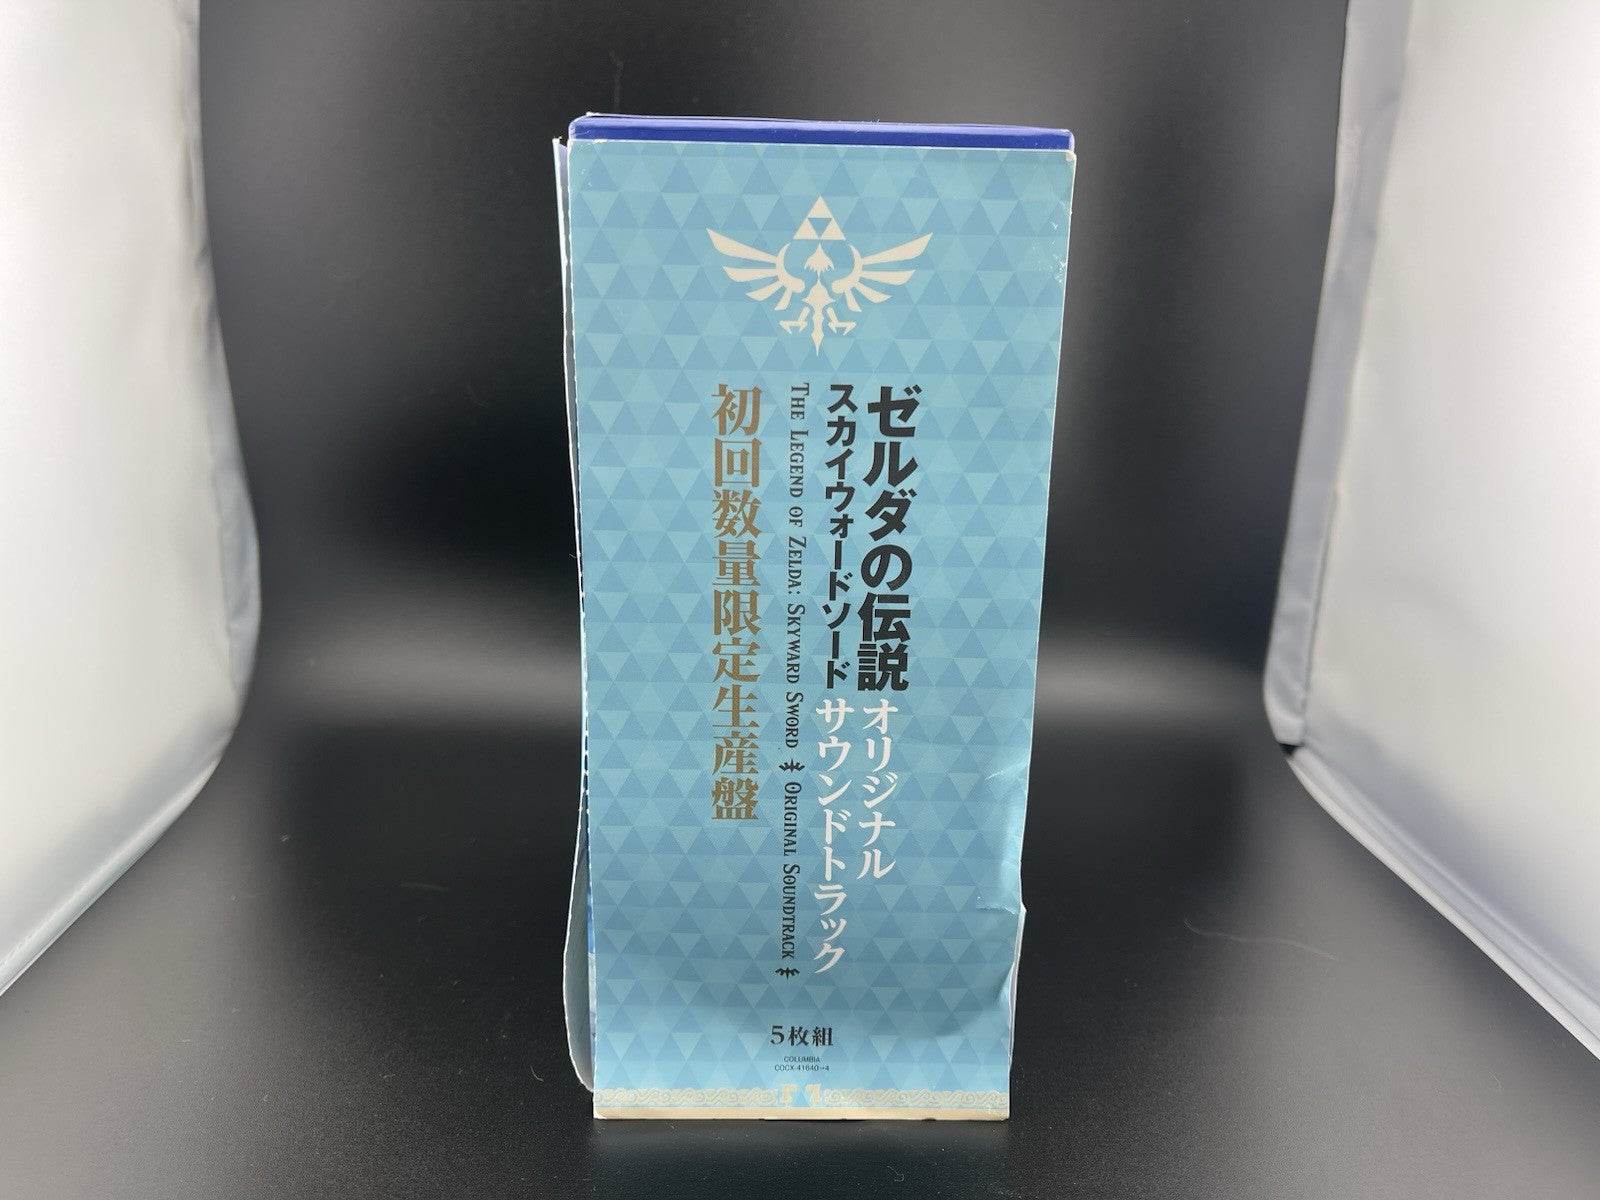 ゼルダの伝説
スカイウォードソード
オリジナル
サウンドトラック
THE LEGEND OF ZELDA: SKYWARD SWORD ORIGINAL SOUNDTRACK
初回数量限定生産盤
5枚組
COLUMBIA
COCX-41640→4